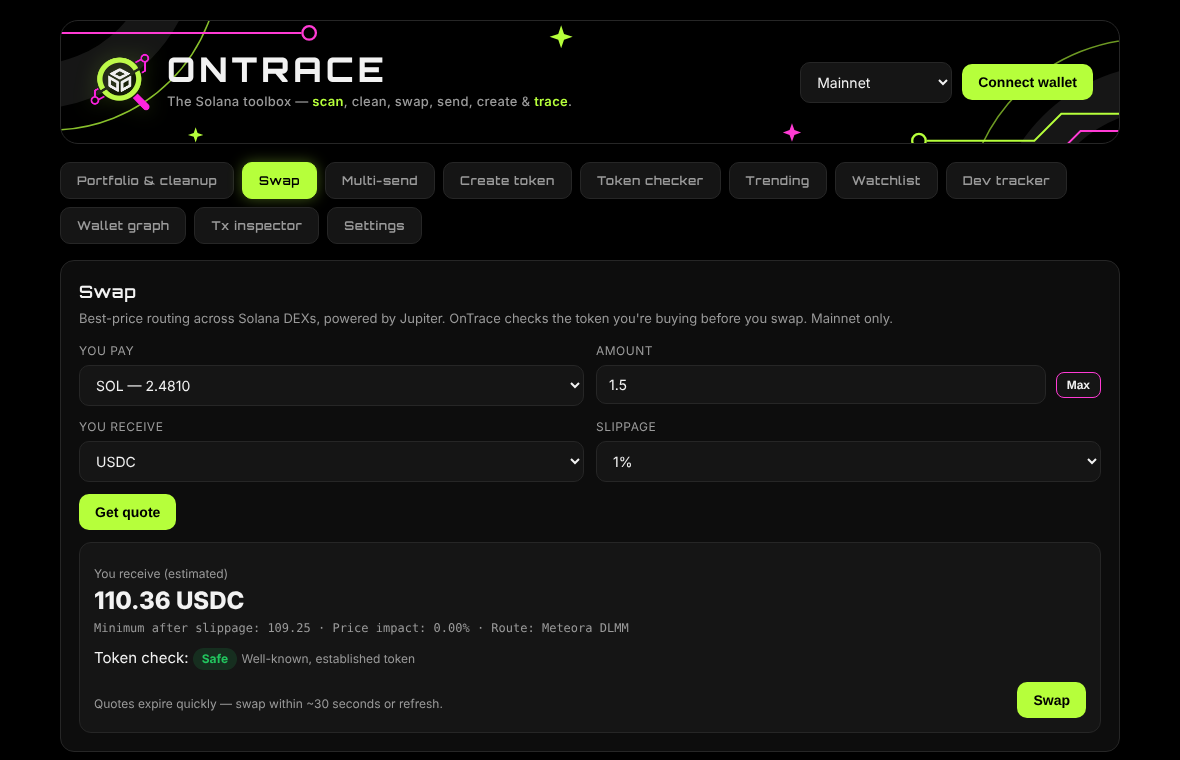 ONTRACE
The Solana toolbox — scan, clean, swap, send, create & trace.
Mainnet
Connect wallet
Portfolio & cleanup
Swap
Multi-send
Create token
Token checker
Trending
Watchlist
Dev tracker
Wallet graph
Tx inspector
Settings
Swap
Best-price routing across Solana DEXs, powered by Jupiter. OnTrace checks the token you're buying before you swap. Mainnet only.
YOU PAY
AMOUNT
SOL — 2.4810
1.5
Max
YOU RECEIVE
SLIPPAGE
USDC
1%
Get quote
You receive (estimated)
110.36 USDC
Minimum after slippage: 109.25 · Price impact: 0.00% · Route: Meteora DLMM
Token check: Safe Well-known, established token
Quotes expire quickly — swap within ~30 seconds or refresh.
Swap